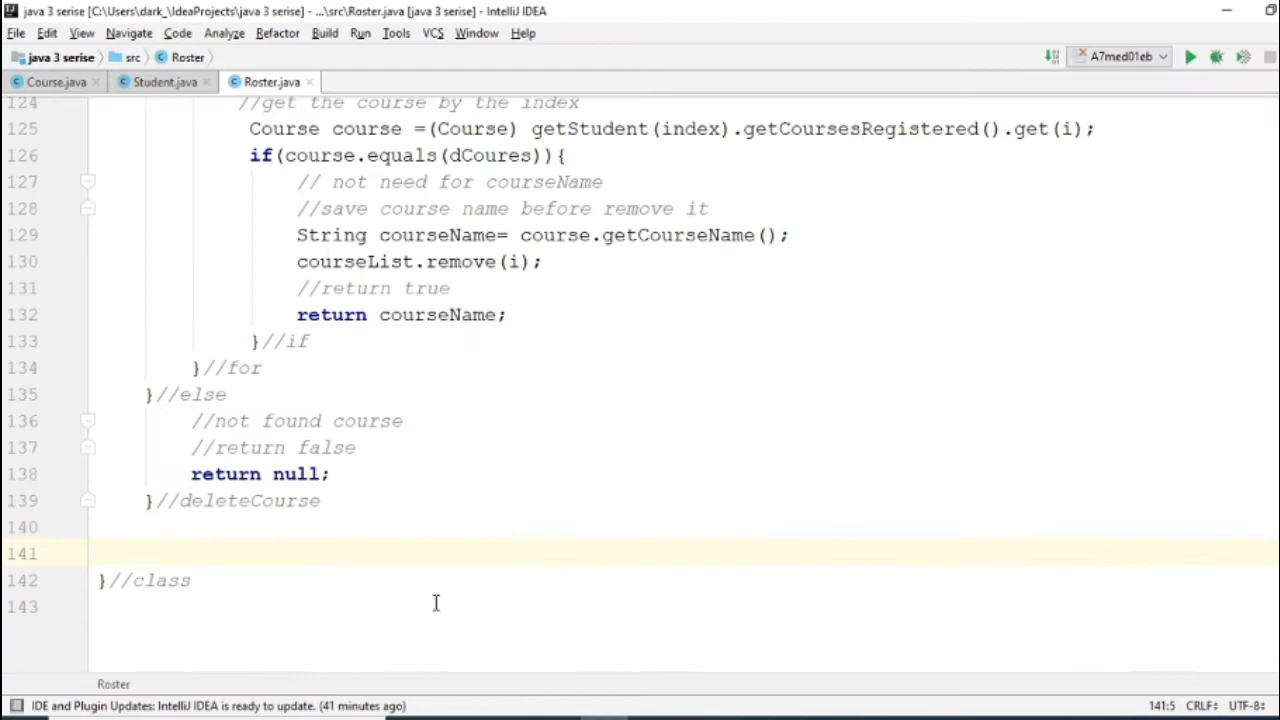 java 3 serise [C:\Users\dark_\IdeaProjects\java 3 serise] - ...\src\Roster.java [java 3 serise] - IntelliJ IDEA
File Edit View Navigate Code Analyze Refactor Build Run Tools VCS Window Help
java 3 serise src Roster A7med01eb
Course.java Student.java Roster.java
124 //get the course by the index
125 Course course =(Course) getStudent(index).getCoursesRegistered().get(i);
126 if(course.equals(dCoures)){
127 // not need for courseName
128 //save course name before remove it
129 String courseName= course.getCourseName();
130 courseList.remove(i);
131 //return true
132 return courseName;
133 }//if
134 }//for
135 }//else
136 //not found course
137 //return false
138 return null;
139 }//deleteCourse
140
141
142 }//class
143
Roster
IDE and Plugin Updates: IntelliJ IDEA is ready to update. (41 minutes ago) 141:5 CRLF UTF-8